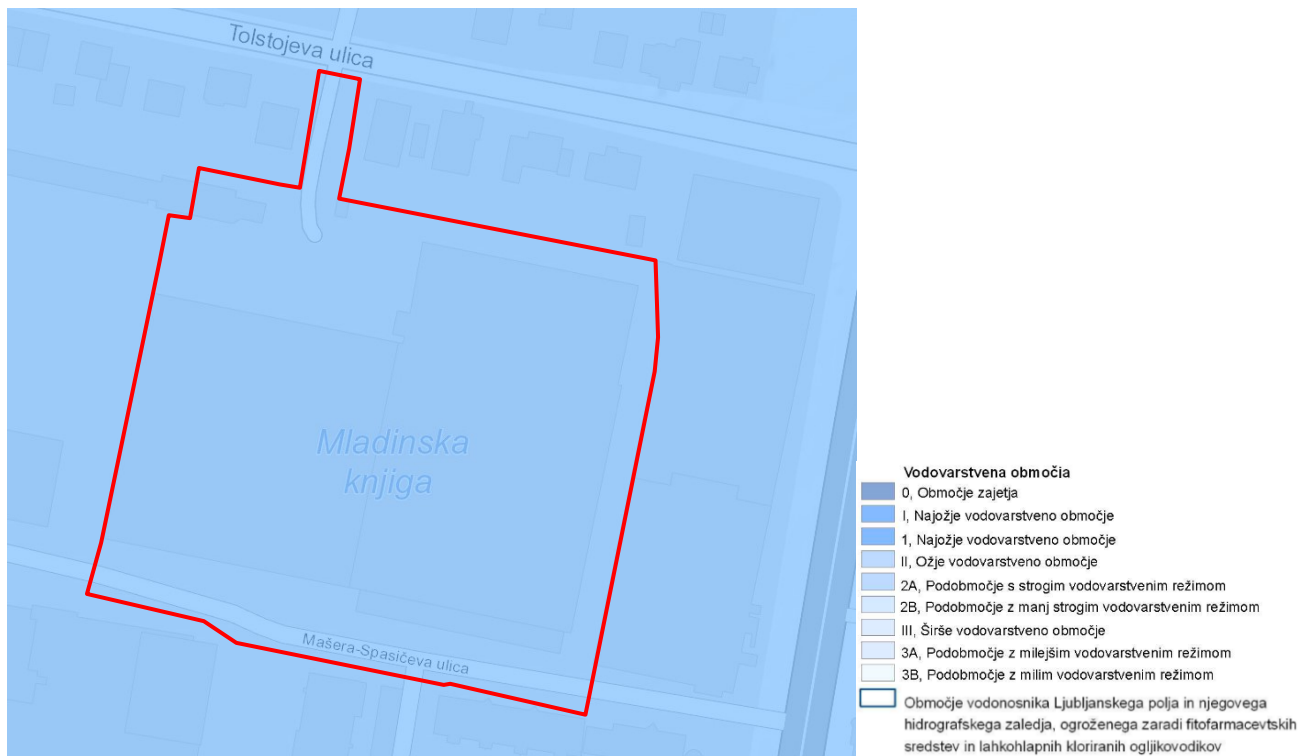 Tolstojeva ulica
Mladinska
knjiga
Mašera-Spasičeva ulica
Vodovarstvena območja
0, Območje zajetja
I, Najožje vodovarstveno območje
1, Najožje vodovarstveno območje
II, Ožje vodovarstveno območje
2A, Podobmočje s strogim vodovarstvenim režimom
2B, Podobmočje z manj strogim vodovarstvenim režimom
III, Širše vodovarstveno območje
3A, Podobmočje z milejšim vodovarstvenim režimom
3B, Podobmočje z milim vodovarstvenim režimom
Območje vodonosnika Ljubljanskega polja in njegovega
hidrografskega zaledja, ogroženega zaradi fitofarmacevtskih
sredstev in lahkohlapnih kloriranih ogljikovodikov